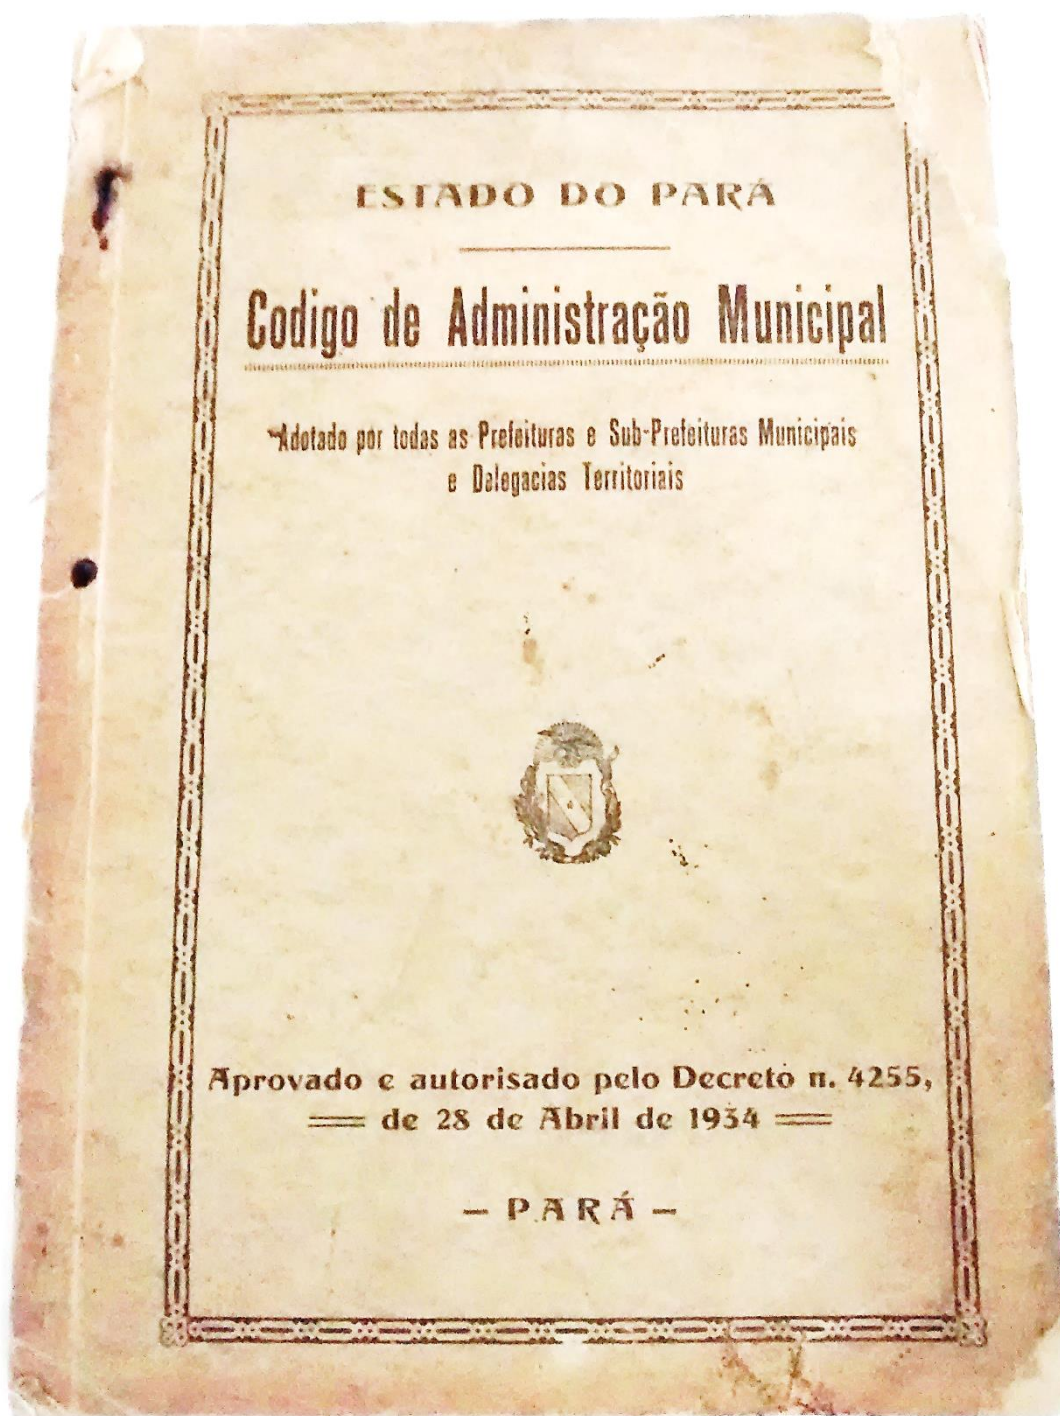 ESTADO DO PARÁ
Codigo de Administração Municipal
Adotado por todas as Prefeituras e Sub-Prefeituras Municipais
e Delegacias Territoriais
Aprovado e autorisado pelo Decreto n. 4255,
de 28 de Abril de 1934
- PARÁ -